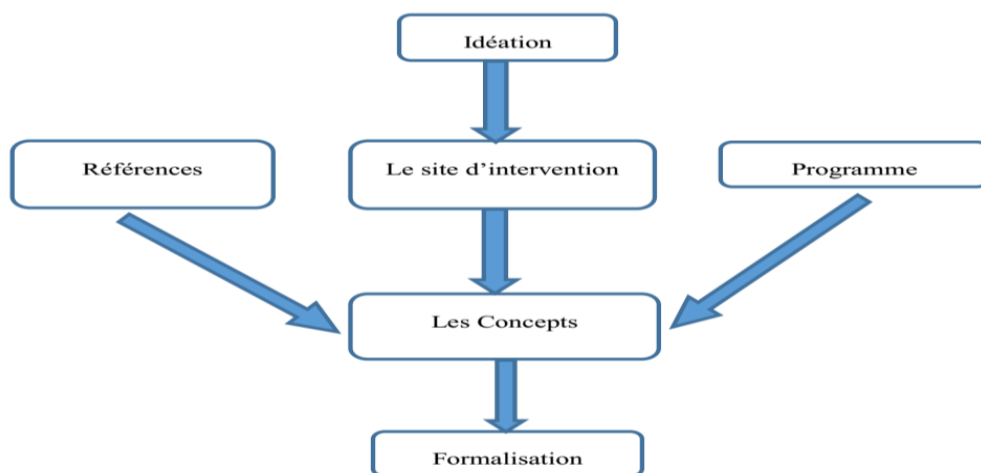 Idéation
Références
Le site d’intervention
Programme
Les Concepts
Formalisation